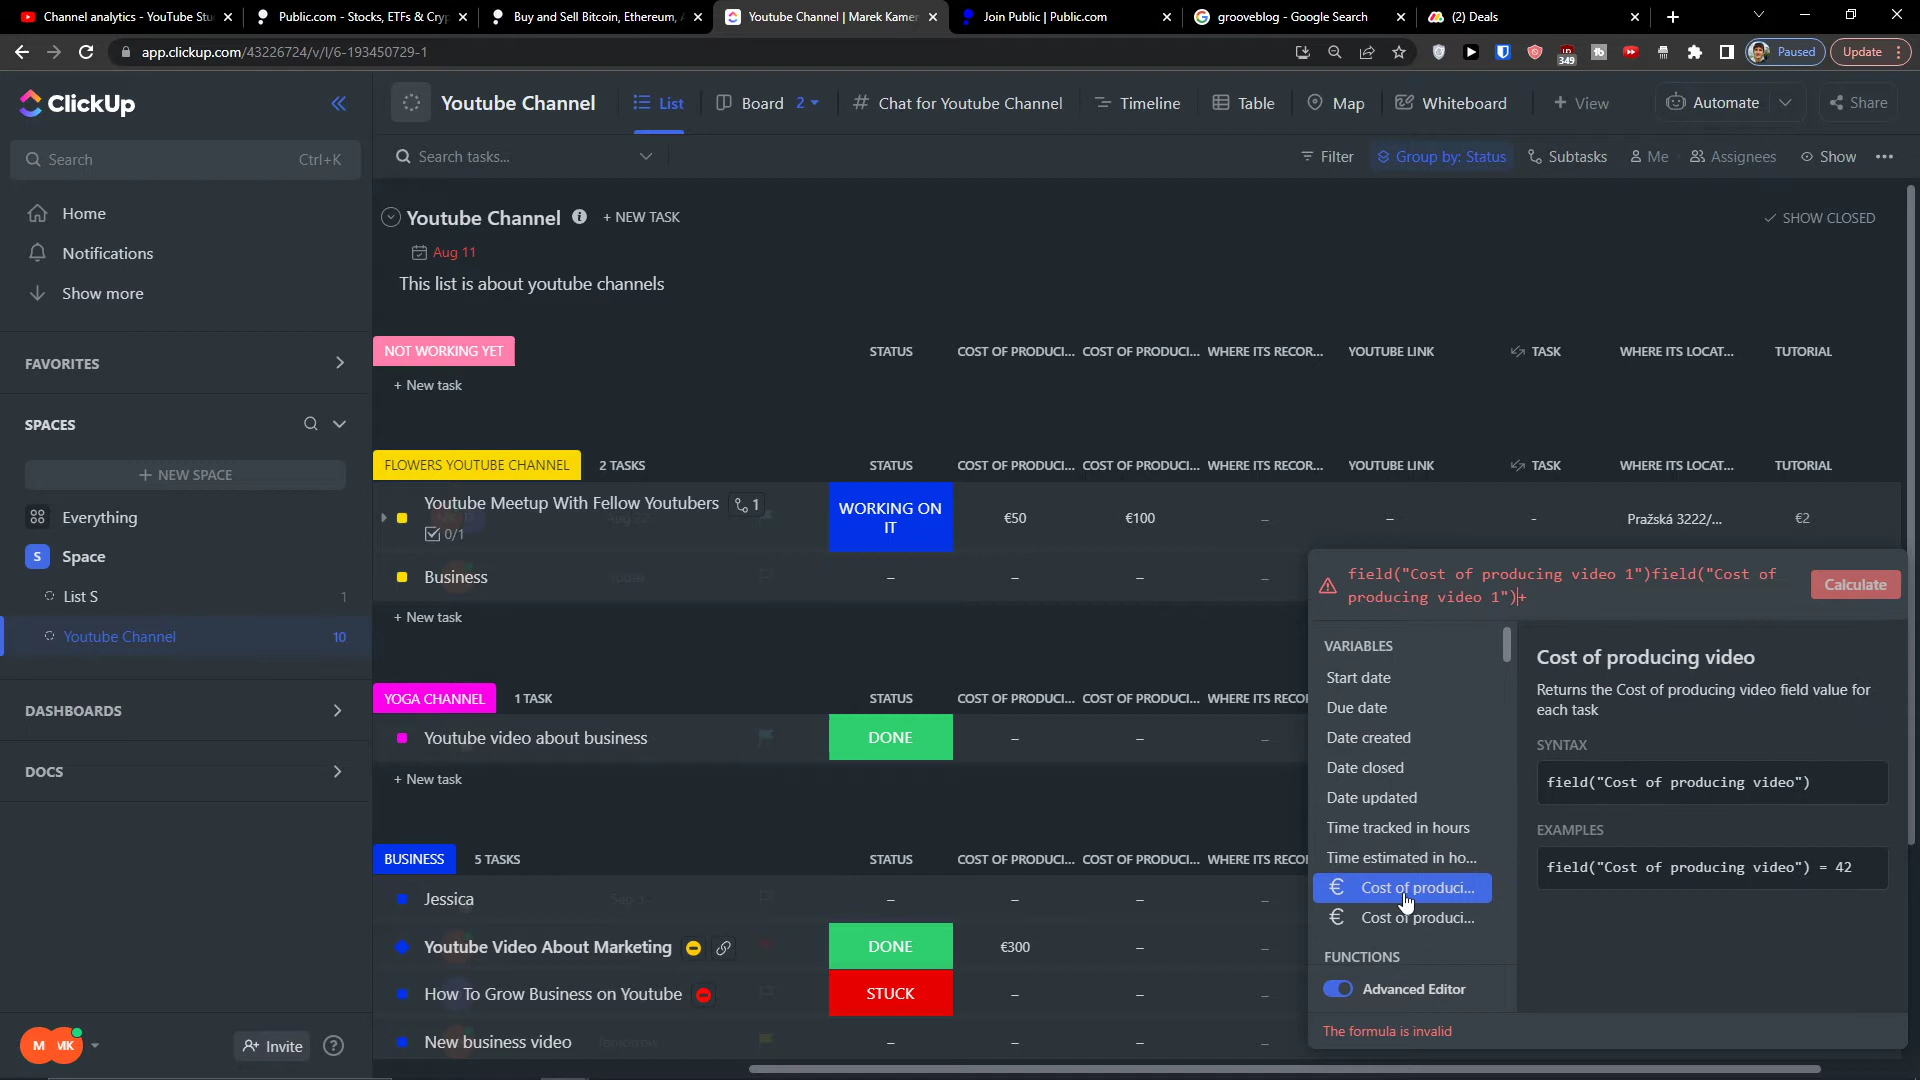 Channel analytics - YouTube Stu
Public.com - Stocks, ETFs & Cryp
Buy and Sell Bitcoin, Ethereum,
Youtube Channel | Marek Kamer
Join Public | Public.com
grooveblog - Google Search
(2) Deals
app.clickup.com/43226724/v/l/6-193450729-1
349
Paused
Update
ClickUp
Youtube Channel
List
Board 2
Chat for Youtube Channel
Timeline
Table
Map
Whiteboard
+ View
Automate
Share
Search Ctrl+K
Search tasks...
Filter
Group by: Status
Subtasks
Me
Assignees
Show
Home
Notifications
Show more
FAVORITES
SPACES
+ NEW SPACE
Everything
S Space
List S 1
Youtube Channel 10
DASHBOARDS
DOCS
M MK
Invite
Youtube Channel + NEW TASK
SHOW CLOSED
Aug 11
This list is about youtube channels
NOT WORKING YET STATUS COST OF PRODUCI... COST OF PRODUCI... WHERE ITS RECOR... YOUTUBE LINK TASK WHERE ITS LOCAT... TUTORIAL
+ New task
FLOWERS YOUTUBE CHANNEL 2 TASKS STATUS COST OF PRODUCI... COST OF PRODUCI... WHERE ITS RECOR... YOUTUBE LINK TASK WHERE ITS LOCAT... TUTORIAL
Youtube Meetup With Fellow Youtubers 1
0/1
WORKING ON IT €50 €100 – – - Pražská 3222/... €2
Business Today – – – –
+ New task
YOGA CHANNEL 1 TASK STATUS COST OF PRODUCI... COST OF PRODUCI... WHERE ITS RECOR
Youtube video about business DONE – – –
+ New task
BUSINESS 5 TASKS STATUS COST OF PRODUCI... COST OF PRODUCI... WHERE ITS RECOR
Jessica – – – –
Youtube Video About Marketing DONE €300 – –
How To Grow Business on Youtube STUCK – – –
New business video Tomorrow – – –
field("Cost of producing video 1")field("Cost of
producing video 1")+
Calculate
VARIABLES
Start date
Due date
Date created
Date closed
Date updated
Time tracked in hours
Time estimated in ho...
€ Cost of produci...
€ Cost of produci...
FUNCTIONS
Advanced Editor
The formula is invalid
Cost of producing video
Returns the Cost of producing video field value for
each task
SYNTAX
field("Cost of producing video")
EXAMPLES
field("Cost of producing video") = 42